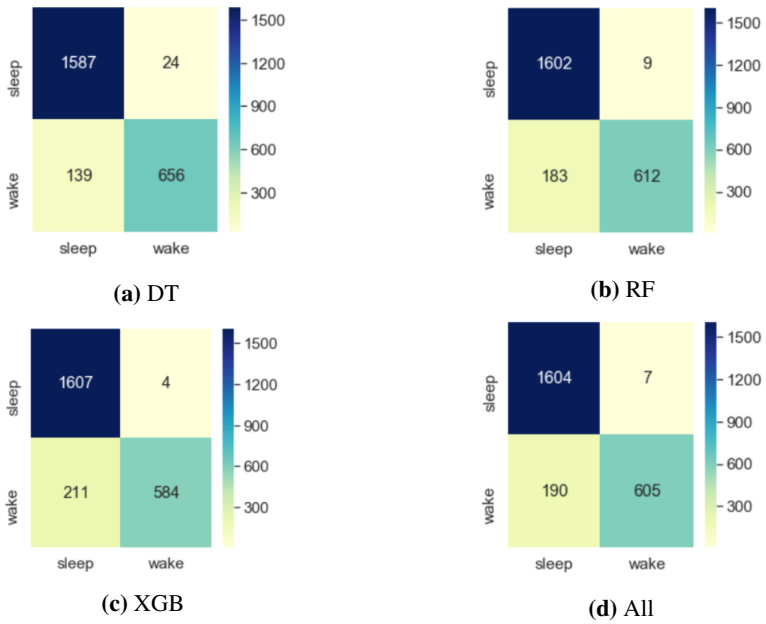 1587 24
139 656
sleep
wake
sleep wake
1500
1200
900
600
300
(a) DT
1602 9
183 612
sleep
wake
sleep wake
1500
1200
900
600
300
(b) RF
1607 4
211 584
sleep
wake
sleep wake
1500
1200
900
600
300
(c) XGB
1604 7
190 605
sleep
wake
sleep wake
1500
1200
900
600
300
(d) All